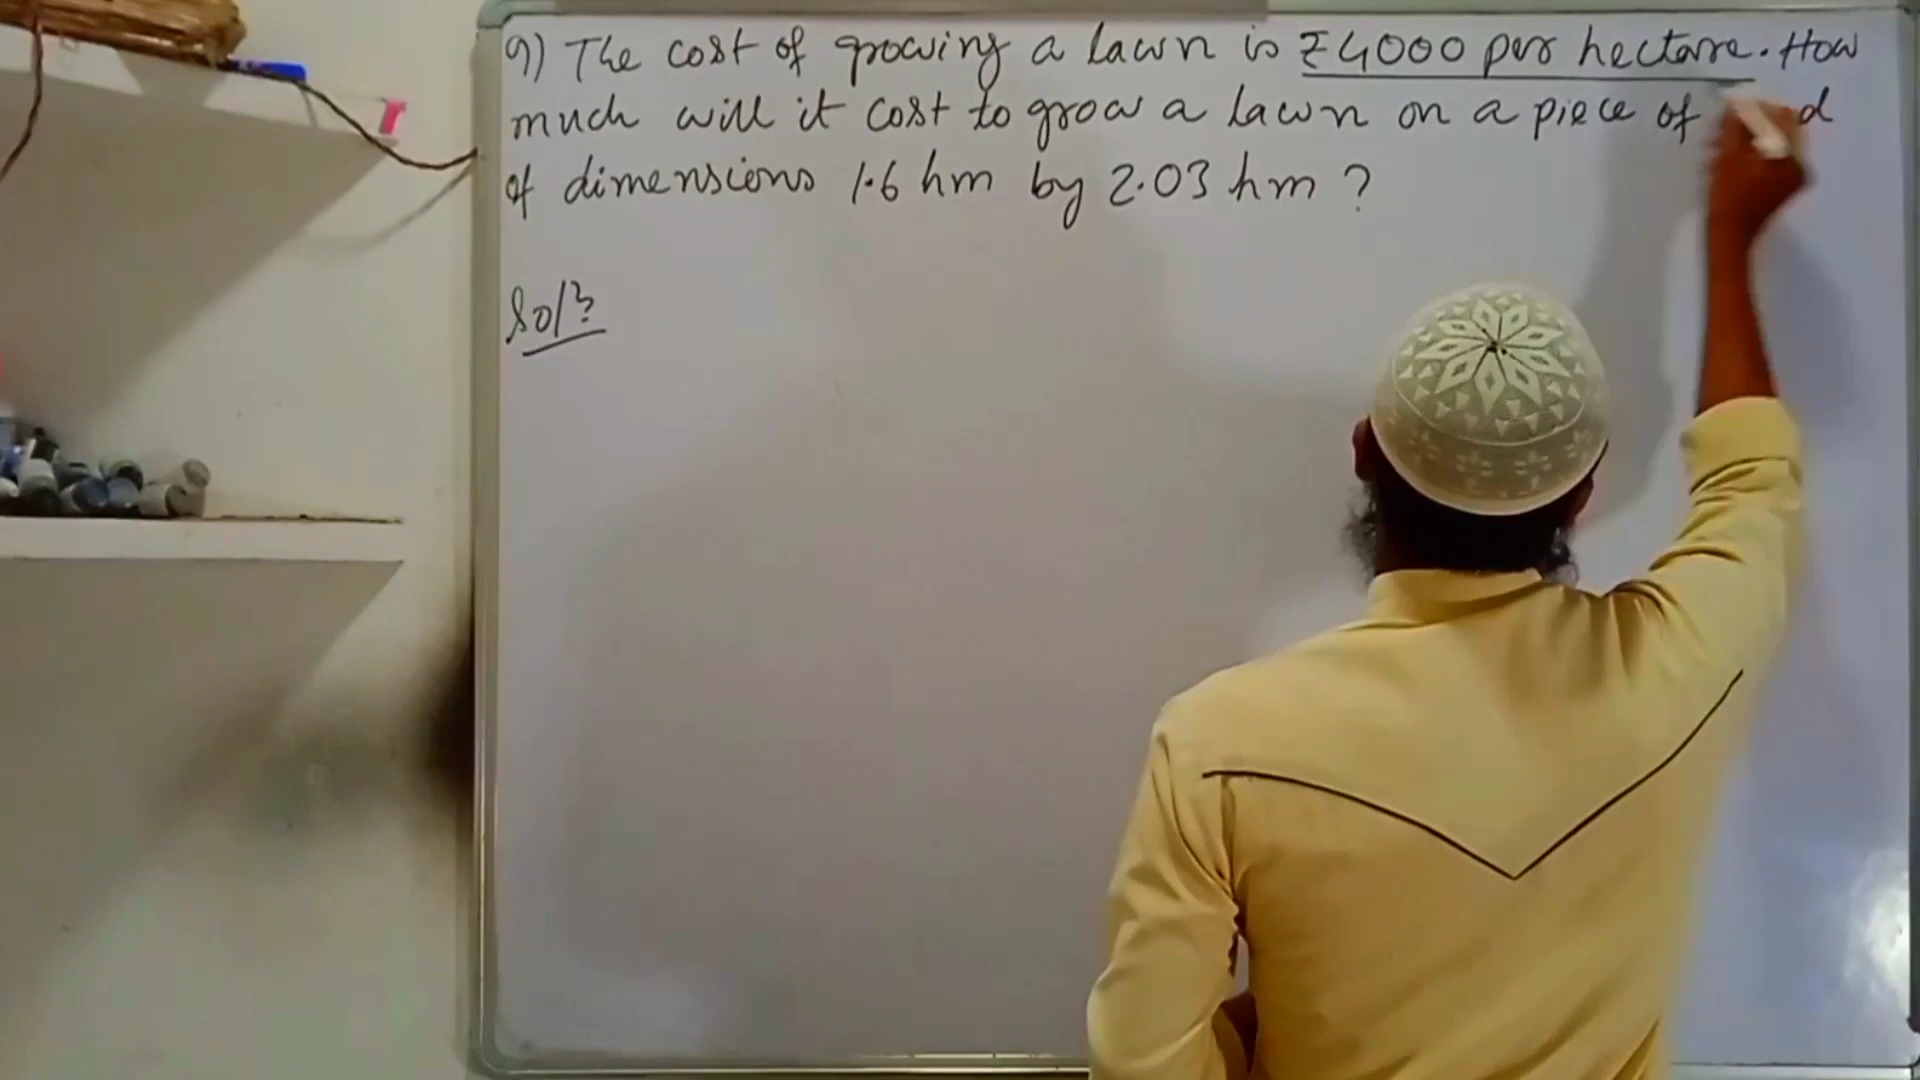 9) The cost of growing a lawn is ₹4000 per hectare. How
much will it cost to grow a lawn on a piece of
of dimensions 1.6 hm by 2.03 hm ?
Sol: